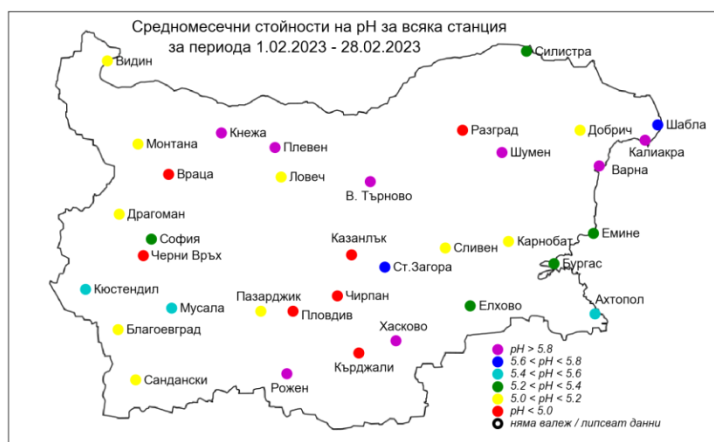 Средномесечни стойности на pH за всяка станция
за периода 1.02.2023 - 28.02.2023
Силистра
Видин
Шабла
Кнежа
Разград
Добрич
Монтана
Плевен
Шумен
Калиакра
Варна
Враца
Ловеч
В. Търново
Драгоман
София
Емине
Черни Връх
Казанлък
Сливен
Карнобат
Ст.Загора
Бургас
Кюстендил
Мусала
Пазарджик
Чирпан
Елхово
Ахтопол
Пловдив
Благоевград
Хасково
Кърджали
Сандански
Рожен
pH > 5.8
5.6 < pH < 5.8
5.4 < pH < 5.6
5.2 < pH < 5.4
5.0 < pH < 5.2
pH < 5.0
няма валеж / липсват данни